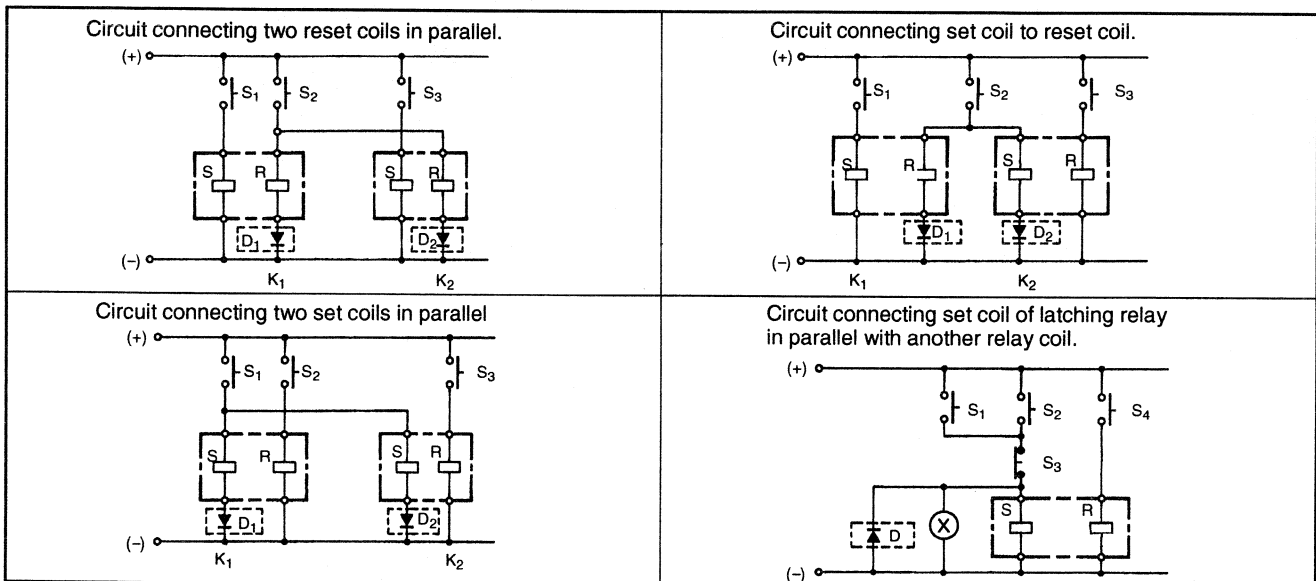 Circuit connecting two reset coils in parallel.
(+)
S1 S2 S3
S R S R
D1 D2
(−)
K1 K2
Circuit connecting set coil to reset coil.
(+)
S1 S2 S3
S R S R
D1 D2
(−)
K1 K2
Circuit connecting two set coils in parallel
(+)
S1 S2 S3
S R S R
D1 D2
(−)
K1 K2
Circuit connecting set coil of latching relay
in parallel with another relay coil.
(+)
S1 S2 S4
S3
S R
D X
(−)